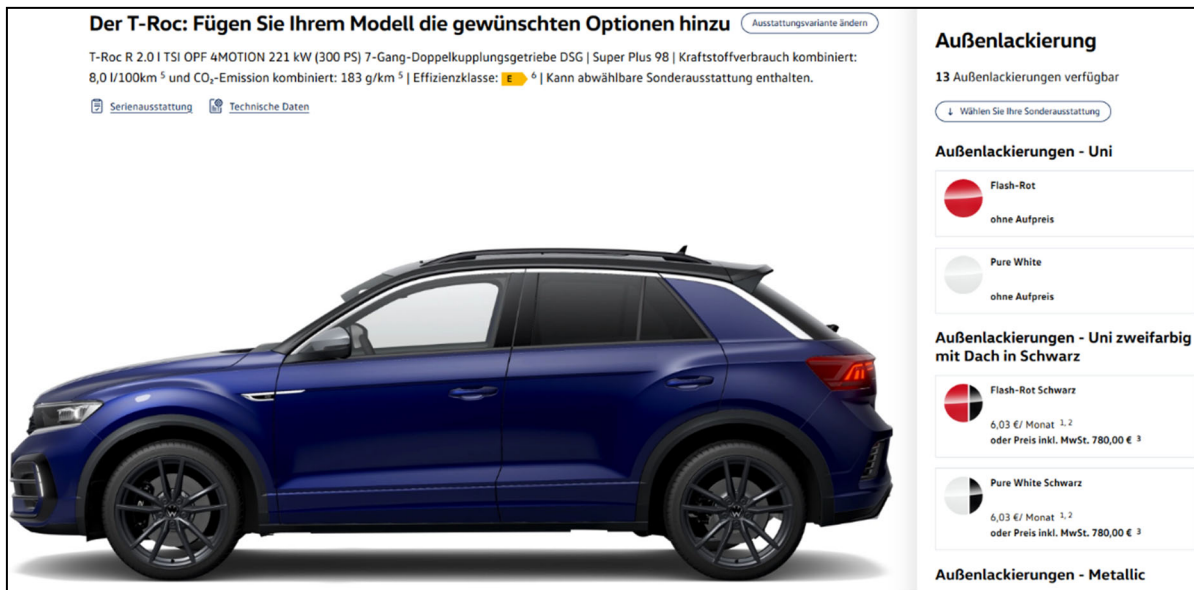 Der T-Roc: Fügen Sie Ihrem Modell die gewünschten Optionen hinzu
Ausstattungsvariante ändern
T-Roc R 2.0 l TSI OPF 4MOTION 221 kW (300 PS) 7-Gang-Doppelkupplungsgetriebe DSG | Super Plus 98 | Kraftstoffverbrauch kombiniert:
8,0 l/100km ⁵ und CO₂-Emission kombiniert: 183 g/km ⁵ | Effizienzklasse: E ⁶ | Kann abwählbare Sonderausstattung enthalten.
Serienausstattung Technische Daten
Außenlackierung
13 Außenlackierungen verfügbar
↓ Wählen Sie Ihre Sonderausstattung
Außenlackierungen - Uni
Flash-Rot
ohne Aufpreis
Pure White
ohne Aufpreis
Außenlackierungen - Uni zweifarbig
mit Dach in Schwarz
Flash-Rot Schwarz
6,03 €/ Monat ¹, ²
oder Preis inkl. MwSt. 780,00 € ³
Pure White Schwarz
6,03 €/ Monat ¹, ²
oder Preis inkl. MwSt. 780,00 € ³
Außenlackierungen - Metallic